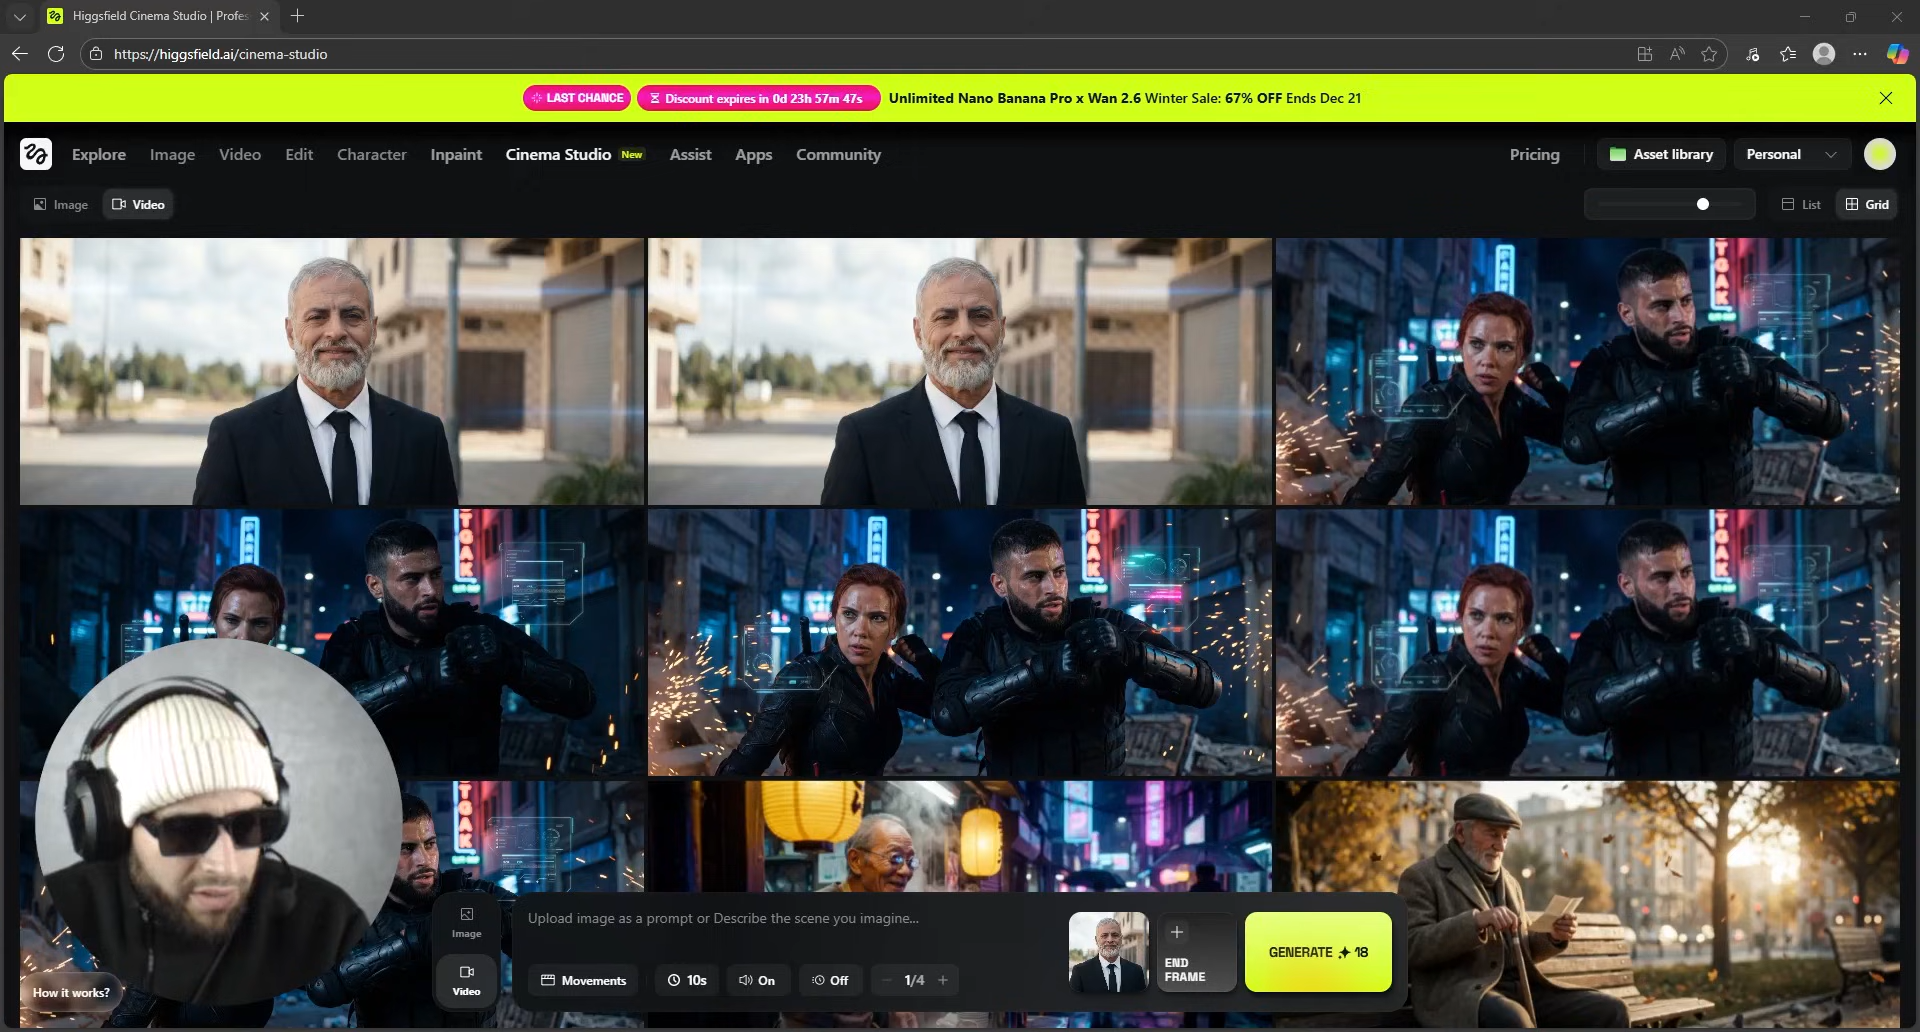 Higgsfield Cinema Studio | Profes
https://higgsfield.ai/cinema-studio
LAST CHANCE Discount expires in 0d 23h 57m 47s Unlimited Nano Banana Pro x Wan 2.6 Winter Sale: 67% OFF Ends Dec 21
Explore Image Video Edit Character Inpaint Cinema Studio New Assist Apps Community Pricing Asset library Personal
Image Video List Grid
Upload image as a prompt or Describe the scene you imagine...
Image
Video
Movements 10s On Off 1/4
END
FRAME
GENERATE 18
How it works?